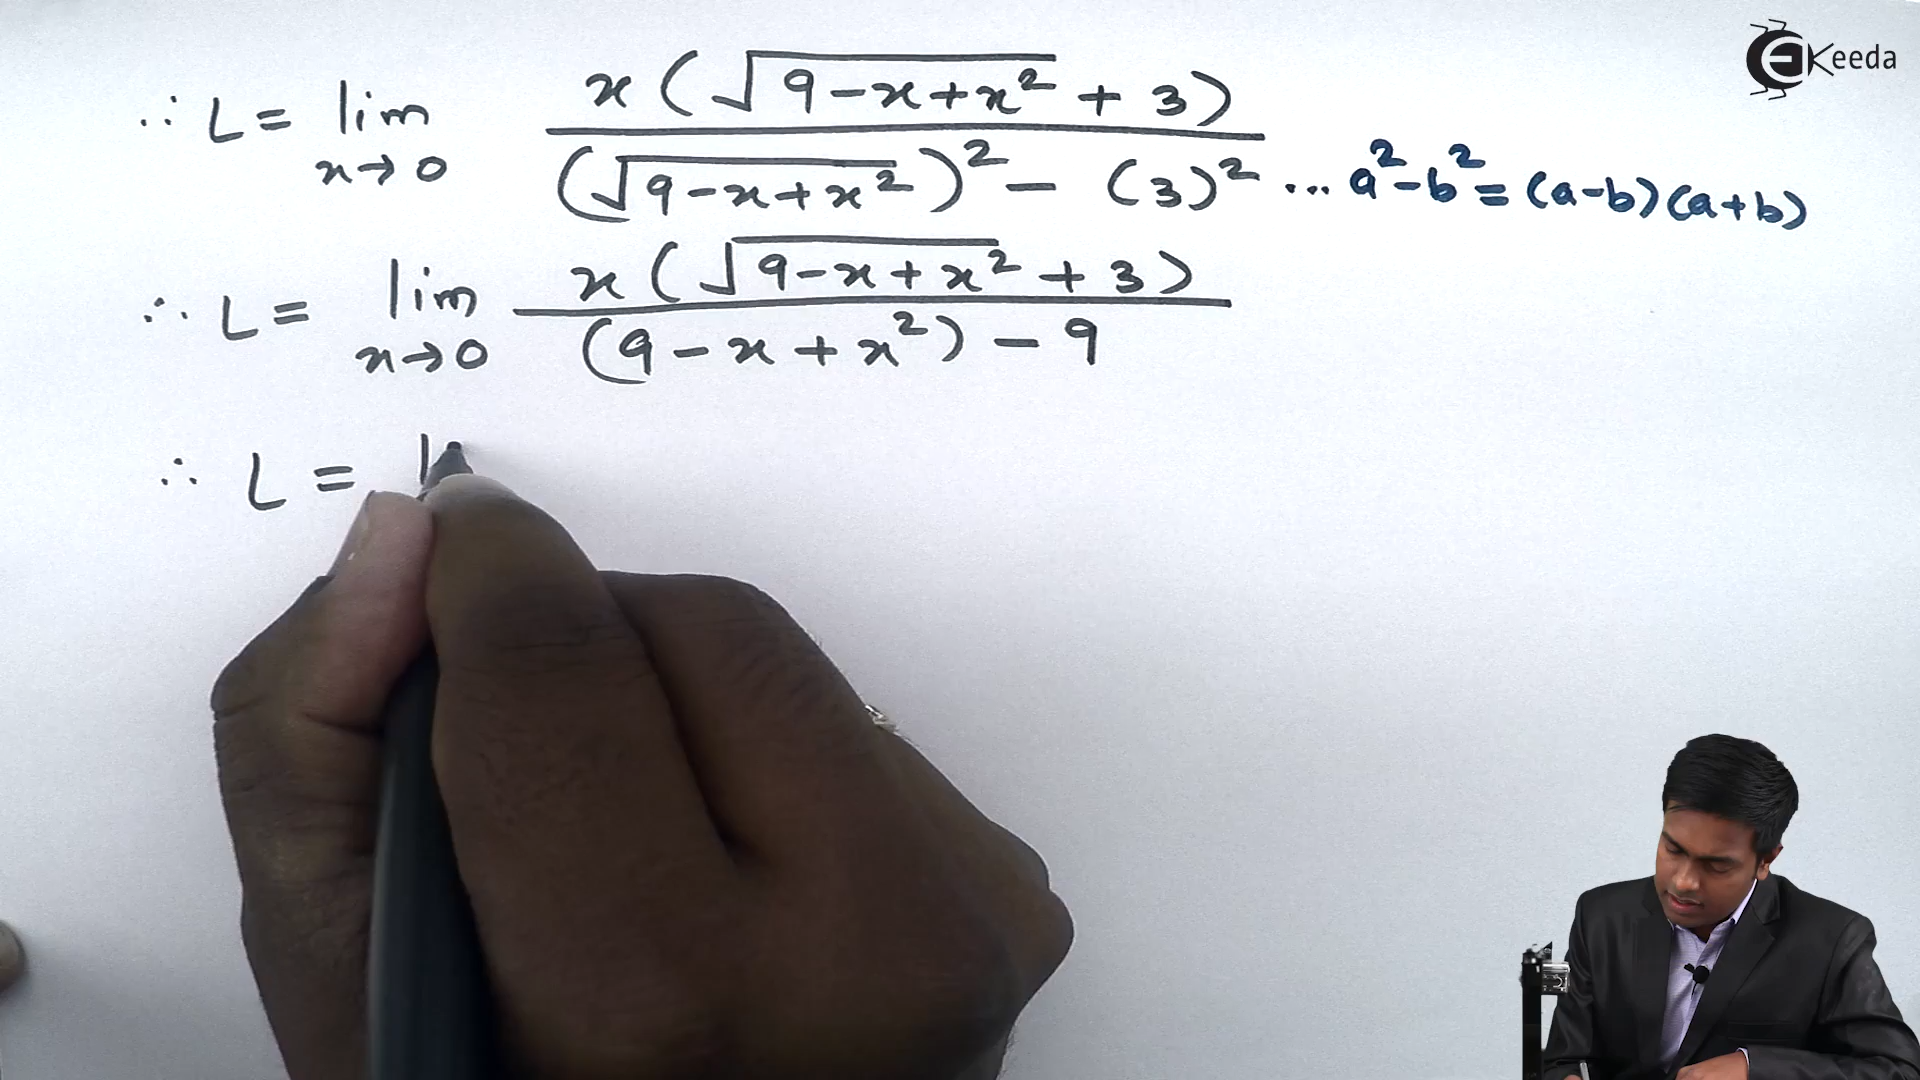 Keeda
∴ L = lim x→0 x(√(9-x+x²) + 3) / (√(9-x+x²))² - (3)² ... a²-b² = (a-b)(a+b)
∴ L = lim x→0 x(√(9-x+x²) + 3) / (9-x+x²) - 9
∴ L =